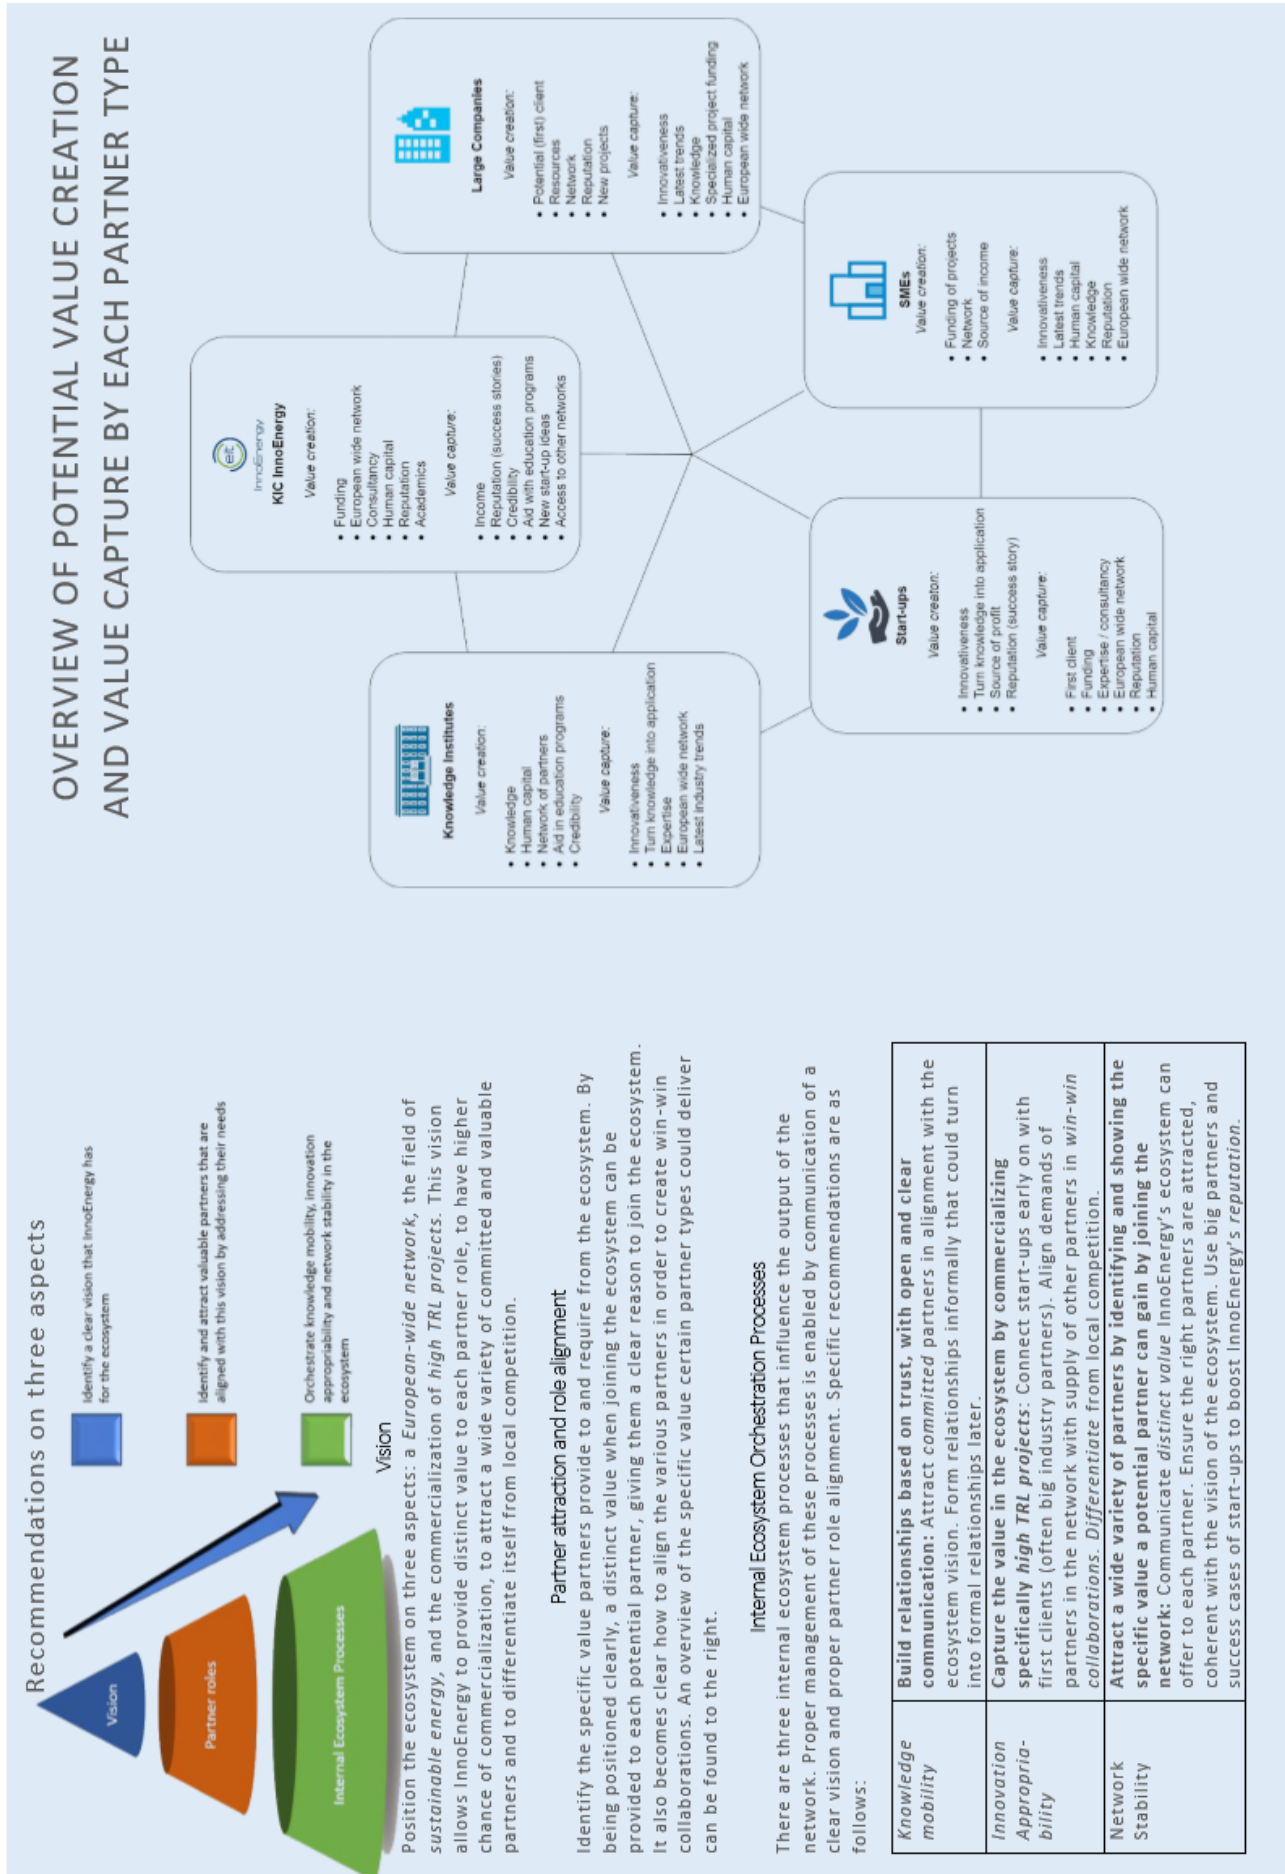 Recommendations on three aspects
Vision
Partner roles
Internal Ecosystem Processes
Identify a clear vision that InnoEnergy has
for the ecosystem
Identify and attract valuable partners that are
aligned with this vision by addressing their needs
Orchestrate knowledge mobility, innovation
appropriability and network stability in the
ecosystem
Vision
Position the ecosystem on three aspects: a European-wide network, the field of
sustainable energy, and the commercialization of high TRL projects. This vision
allows InnoEnergy to provide distinct value to each partner role, to have higher
chance of commercialization, to attract a wide variety of committed and valuable
partners and to differentiate itself from local competition.
Partner attraction and role alignment
Identify the specific value partners provide to and require from the ecosystem. By
being positioned clearly, a distinct value when joining the ecosystem can be
provided to each potential partner, giving them a clear reason to join the ecosystem.
It also becomes clear how to align the various partners in order to create win-win
collaborations. An overview of the specific value certain partner types could deliver
can be found to the right.
Internal Ecosystem Orchestration Processes
There are three internal ecosystem processes that influence the output of the
network. Proper management of these processes is enabled by communication of a
clear vision and proper partner role alignment. Specific recommendations are as
follows:
Knowledge
mobility
Build relationships based on trust, with open and clear
communication: Attract committed partners in alignment with the
ecosystem vision. Form relationships informally that could turn
into formal relationships later.
Innovation
Appropria-
bility
Capture the value in the ecosystem by commercializing
specifically high TRL projects: Connect start-ups early on with
first clients (often big industry partners). Align demands of
partners in the network with supply of other partners in win-win
collaborations. Differentiate from local competition.
Network
Stability
Attract a wide variety of partners by identifying and showing the
specific value a potential partner can gain by joining the
network: Communicate distinct value InnoEnergy's ecosystem can
offer to each partner. Ensure the right partners are attracted,
coherent with the vision of the ecosystem. Use big partners and
success cases of start-ups to boost InnoEnergy's reputation.
OVERVIEW OF POTENTIAL VALUE CREATION
AND VALUE CAPTURE BY EACH PARTNER TYPE
eit
InnoEnergy
KIC InnoEnergy
Value creation:
• Funding
• European wide network
• Consultancy
• Human capital
• Reputation
• Academics
Value capture:
• Income
• Reputation (success stories)
• Credibility
• Aid with education programs
• New start-up ideas
• Access to other networks
Knowledge Institutes
Value creation:
• Knowledge
• Human capital
• Network of partners
• Aid in education programs
• Credibility
Value capture:
• Innovativeness
• Turn knowledge into application
• Expertise
• European wide network
• Latest industry trends
Large Companies
Value creation:
• Potential (first) client
• Resources
• Network
• Reputation
• New projects
Value capture:
• Innovativeness
• Latest trends
• Knowledge
• Specialized project funding
• Human capital
• European wide network
Start-ups
Value creaton:
• Innovativeness
• Turn knowledge into application
• Source of profit
• Reputation (success story)
Value capture:
• First client
• Funding
• Expertise / consultancy
• European wide network
• Reputation
• Human capital
SMEs
Value creation:
• Funding of projects
• Network
• Source of income
Value capture:
• Innovativeness
• Latest trends
• Human capital
• Knowledge
• Reputation
• European wide network